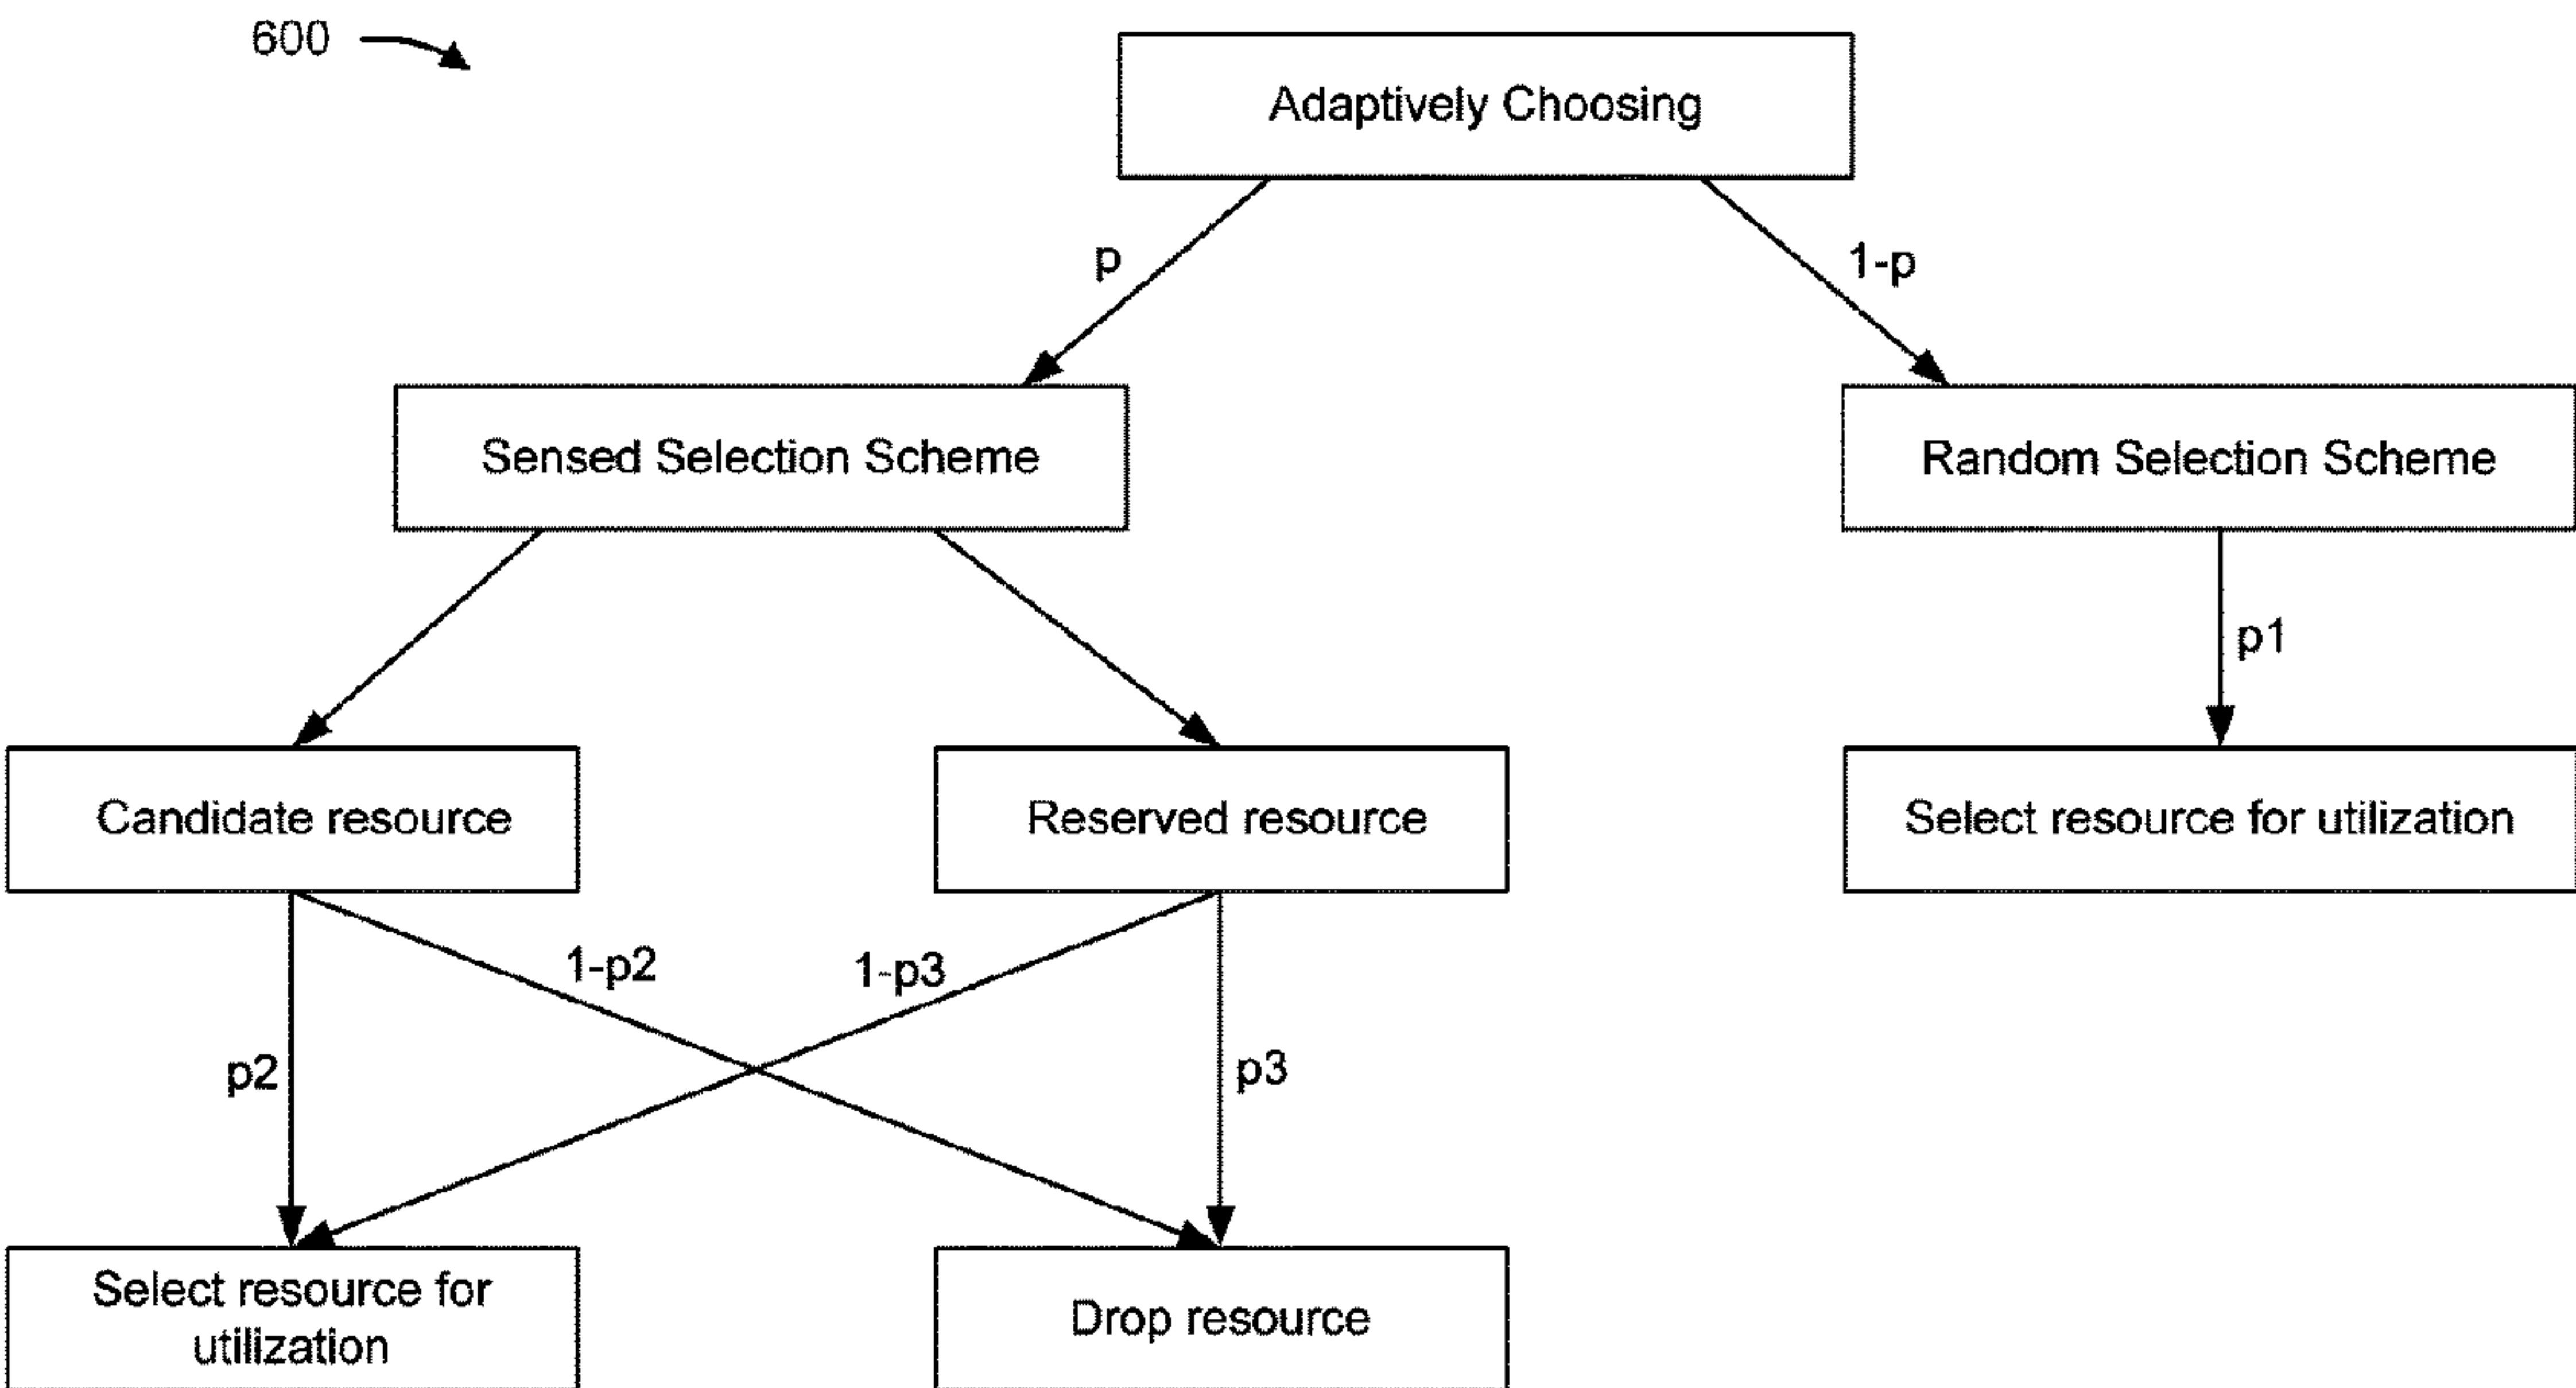 600
Adaptively Choosing
p
1-p
Sensed Selection Scheme
Random Selection Scheme
p1
Candidate resource
Reserved resource
Select resource for utilization
1-p2
1-p3
p2
p3
Select resource for
utilization
Drop resource